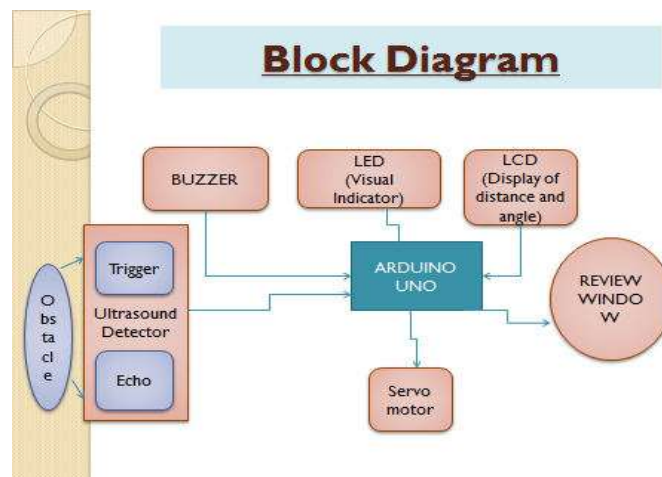 Block Diagram
BUZZER
LED
(Visual
Indicator)
LCD
(Display of
distance and
angle)
ARDUINO
UNO
REVIEW
WINDO
W
O
bs
ta
cl
e
Trigger
Ultrasound
Detector
Echo
Servo
motor